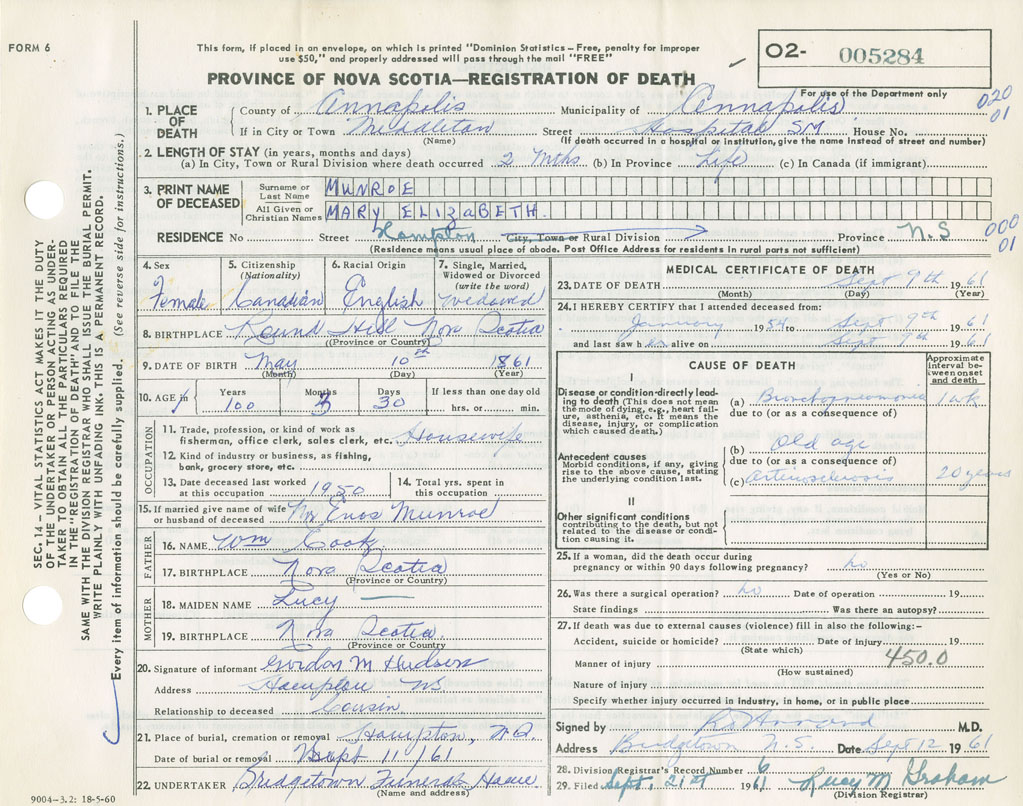 FORM 6
This form, if placed in an envelope, on which is printed "Dominion Statistics – Free, penalty for improper
use $50," and properly addressed will pass through the mail "FREE"
PROVINCE OF NOVA SCOTIA—REGISTRATION OF DEATH
O2- 005284
For use of the Department only
020
01
1. PLACE OF DEATH County of Annapolis Municipality of Annapolis
If in City or Town Middleton Street Hospital SM House No.
(Name) (If death occurred in a hospital or institution, give the name instead of street and number)
2. LENGTH OF STAY (in years, months and days)
(a) In City, Town or Rural Division where death occurred 2 Mths (b) In Province Life (c) In Canada (if immigrant)
3. PRINT NAME OF DECEASED
Surname or Last Name MUNROE
All Given or Christian Names MARY ELIZaBETH.
RESIDENCE No Street Hampton City, Town or Rural Division Province N.S
000
01
(Residence means usual place of abode. Post Office Address for residents in rural parts not sufficient)
4. Sex Female
5. Citizenship (Nationality) Canadian
6. Racial Origin English
7. Single, Married, Widowed or Divorced (write the word) Widowed
8. BIRTHPLACE Round Hill Nova Scotia
(Province or Country)
9. DATE OF BIRTH May 10th 1861
(Month) (Day) (Year)
10. AGE in Years 100 Months 3 Days 30 If less than one day old hrs. or min.
OCCUPATION
11. Trade, profession, or kind of work as
fisherman, office clerk, sales clerk, etc. Housewife
12. Kind of industry or business, as fishing,
bank, grocery store, etc.
13. Date deceased last worked at this occupation 1950
14. Total yrs. spent in this occupation
15. If married give name of wife or husband of deceased Mr Enos Munroe
FATHER
16. NAME Wm
17. BIRTHPLACE Nova Scotia
(Province or Country)
MOTHER
18. MAIDEN NAME Lucy —
19. BIRTHPLACE Nova Scotia.
(Province or Country
20. Signature of informant Gordon M Hudson
Address Hampton NS
Relationship to deceased Cousin
21. Place of burial, cremation or removal Hampton, N.S.
Date of burial or removal Sept 11/61
22. UNDERTAKER Bridgetown Funeral Home
(Name and address)
9004–3.2: 18-5-60
MEDICAL CERTIFICATE OF DEATH
23. DATE OF DEATH Sept 9th 1961
(Month) (Day) (Year)
24. I HEREBY CERTIFY that I attended deceased from:
January 1954 to Sept 9th 1961
and last saw her alive on Sept 9th 1961
CAUSE OF DEATH
Approximate Interval between onset and death
I
Disease or condition directly leading to death (This does not mean the mode of dying, e.g., heart failure, asthenia, etc. It means the disease, injury, or complication which caused death.)
(a) Bronchopneumonia 1 wk
due to (or as a consequence of)
Antecedent causes
Morbid conditions, if any, giving rise to the above cause, stating the underlying condition last.
(b) Old age
due to (or as a consequence of)
(c) arteriosclerosis 20 years
II
Other significant conditions
contributing to the death, but not related to the disease or condition causing it.
25. If a woman, did the death occur during
pregnancy or within 90 days following pregnancy? no
(Yes or No)
26. Was there a surgical operation? no Date of operation 19
State findings Was there an autopsy?
27. If death was due to external causes (violence) fill in also the following:–
Accident, suicide or homicide? Date of injury 19
(State which)
450.0
Manner of injury
(How sustained)
Nature of injury
Specify whether injury occurred in industry, in home, or in public place
Signed by M.D.
Address Bridgetown N.S. Date Sept 12 1961
28. Division Registrar's Record Number 6
29. Filed Sept. 21st 1961 Lucy M Graham
(Division Registrar)
SEC. 14 – VITAL STATISTICS ACT MAKES IT THE DUTY
OF THE UNDERTAKER OR PERSON ACTING AS UNDER-
TAKER TO OBTAIN ALL THE PARTICULARS REQUIRED
IN THE "REGISTRATION OF DEATH" AND TO FILE THE
SAME WITH THE DIVISION REGISTRAR WHO SHALL ISSUE THE BURIAL PERMIT.
WRITE PLAINLY WITH UNFADING INK. THIS IS A PERMANENT RECORD.
Every item of information should be carefully supplied. (See reverse side for instructions.)